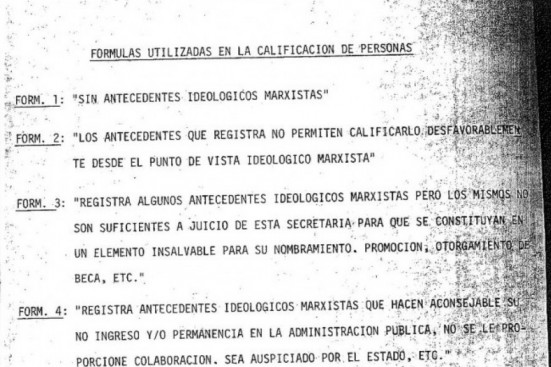 FORMULAS UTILIZADAS EN LA CALIFICACION DE PERSONAS
FORM. 1: "SIN ANTECEDENTES IDEOLOGICOS MARXISTAS"
FORM. 2: "LOS ANTECEDENTES QUE REGISTRA NO PERMITEN CALIFICARLO DESFAVORABLEMEN
TE DESDE EL PUNTO DE VISTA IDEOLOGICO MARXISTA"
FORM. 3: "REGISTRA ALGUNOS ANTECEDENTES IDEOLOGICOS MARXISTAS PERO LOS MISMOS NO
SON SUFICIENTES A JUICIO DE ESTA SECRETARIA PARA QUE SE CONSTITUYAN EN
UN ELEMENTO INSALVABLE PARA SU NOMBRAMIENTO. PROMOCION, OTORGAMIENTO DE
BECA, ETC."
FORM. 4: "REGISTRA ANTECEDENTES IDEOLOGICOS MARXISTAS QUE HACEN ACONSEJABLE SU
NO INGRESO Y/O PERMANENCIA EN LA ADMINISTRACION PUBLICA, NO SE LE PRO-
PORCIONE COLABORACION. SEA AUSPICIADO POR EL ESTADO, ETC."